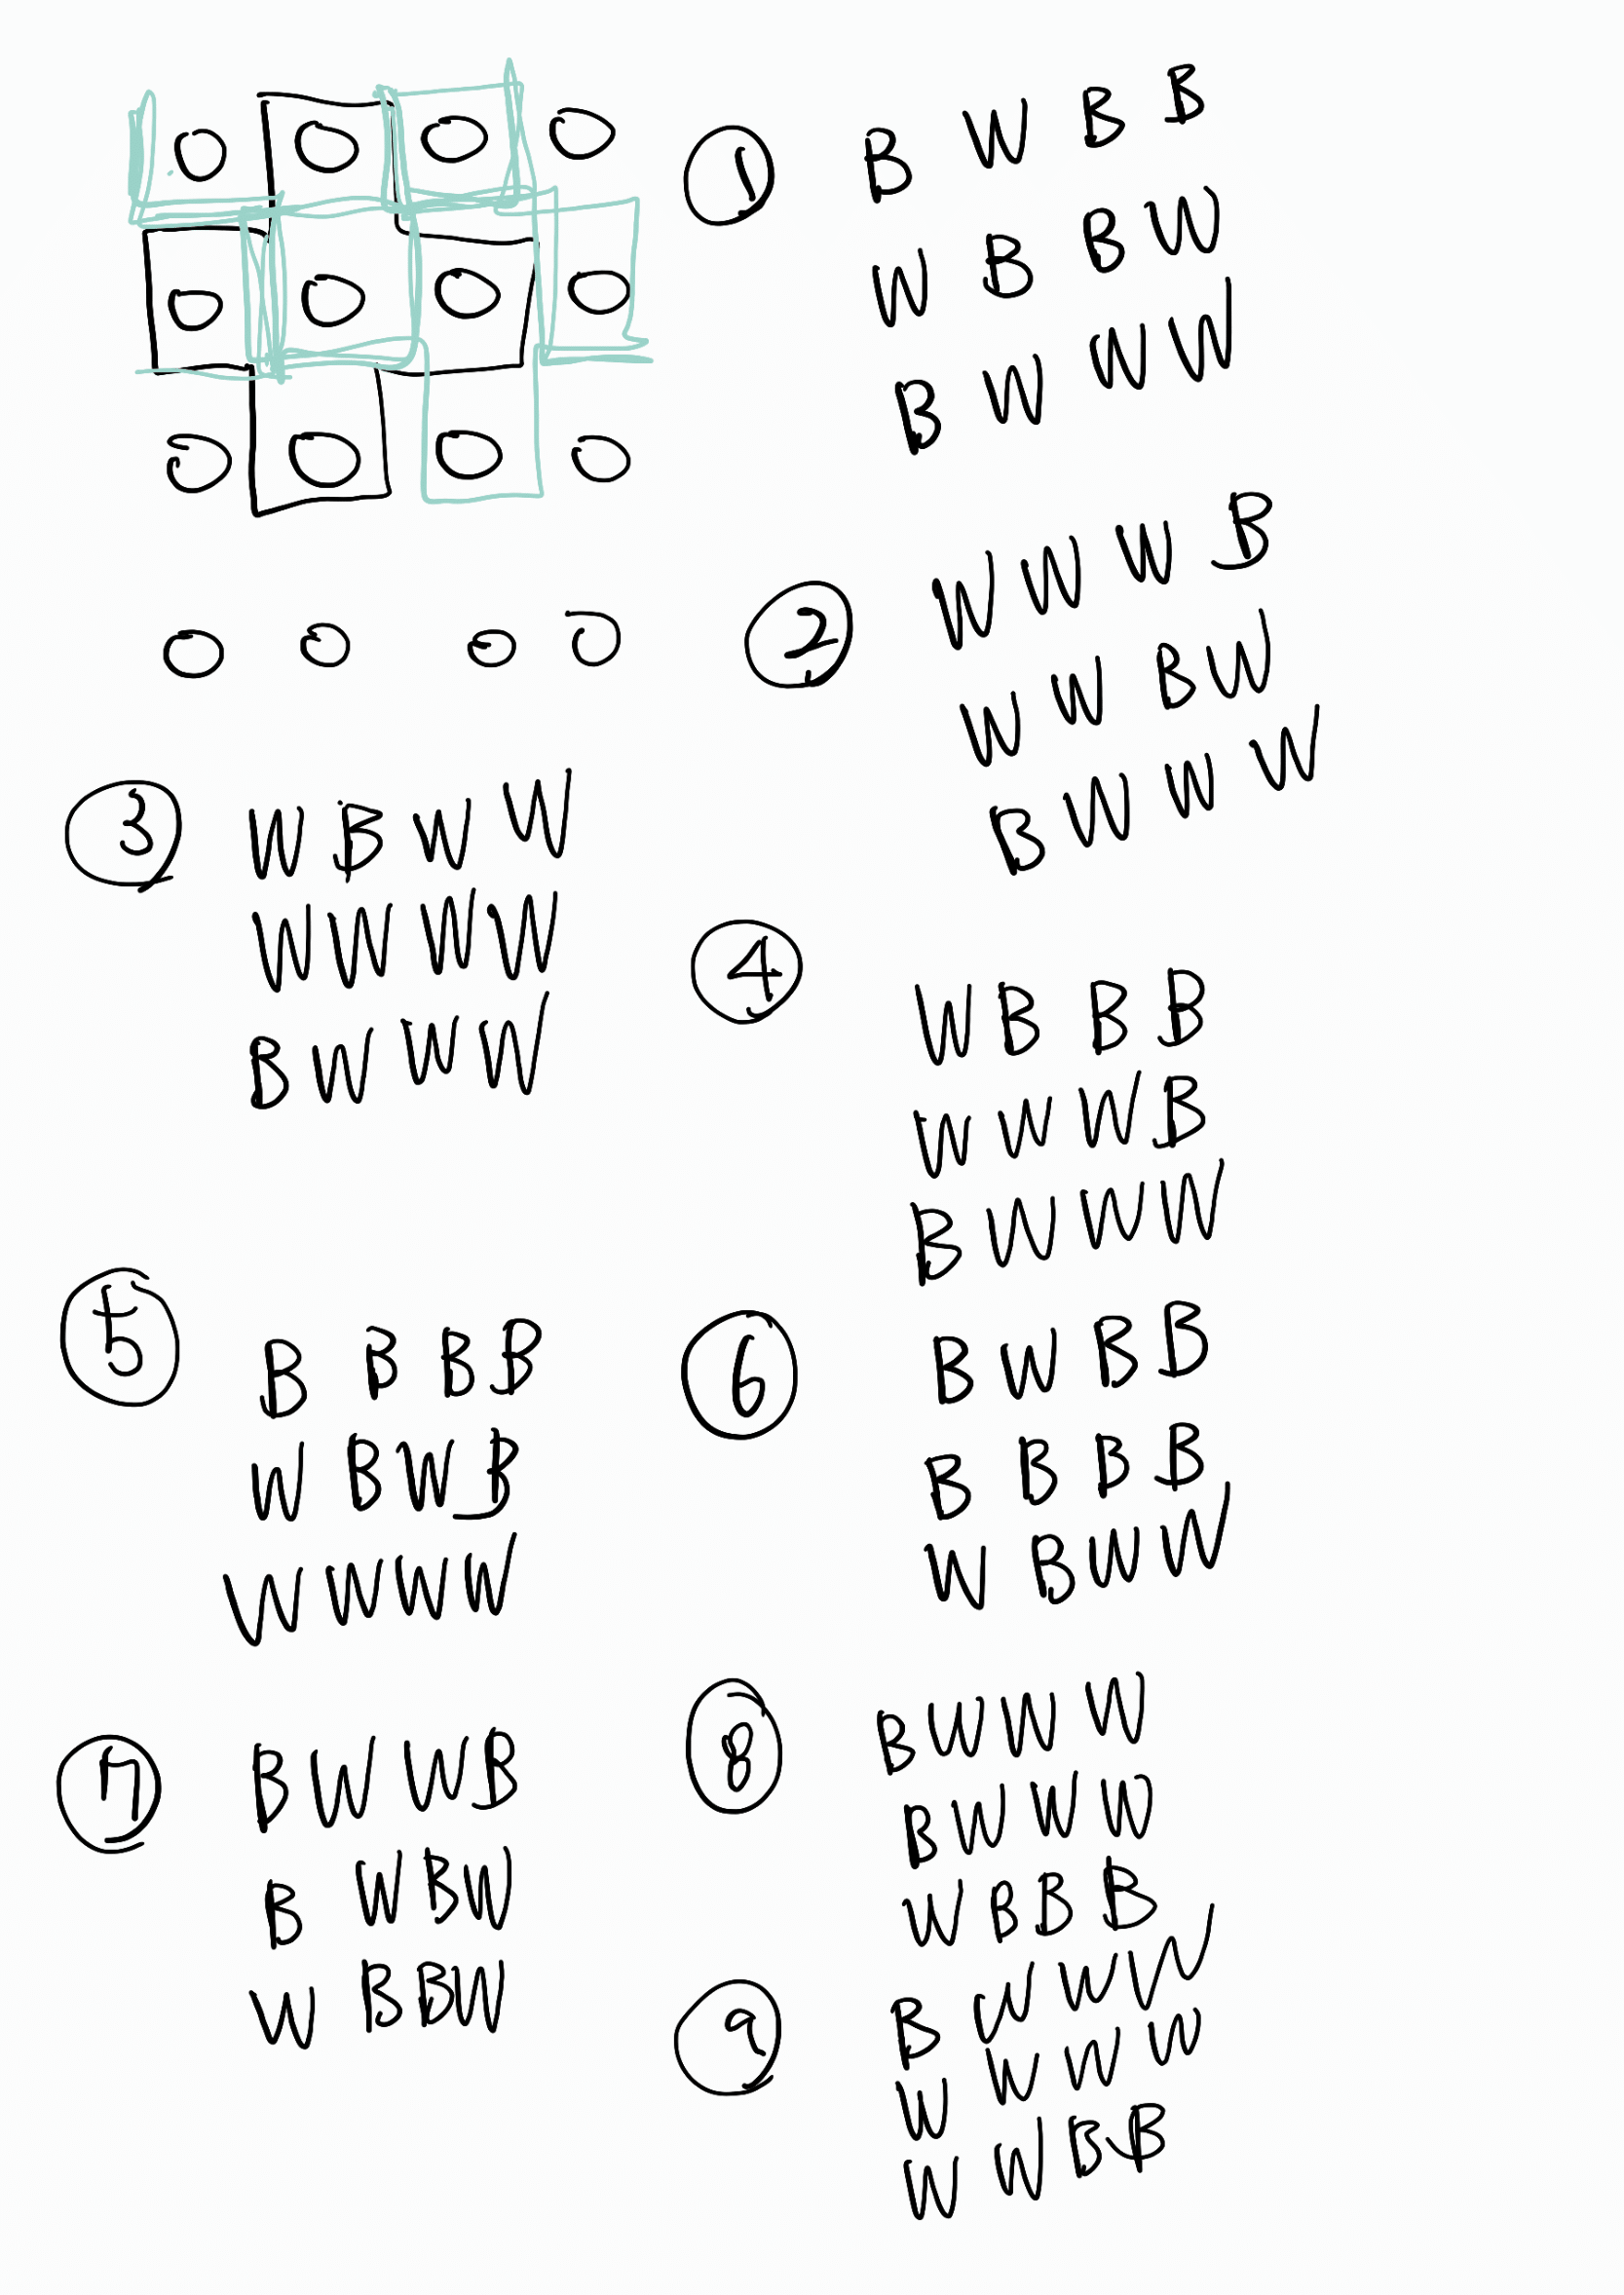 ① B W B B
W B B W
B W W W
② W W W B
W W B W
B W W W
③ W B W W
W W W W
B W W W
④ W B B B
W W W B
B W W W
⑤ B B B B
W B W B
W W W W
⑥ B W B B
B B B B
W B W W
⑦ B W W B
B W B W
W B B W
⑧ B W W W
B W W W
W B B B
⑨ B W W W
W W W W
W W B B